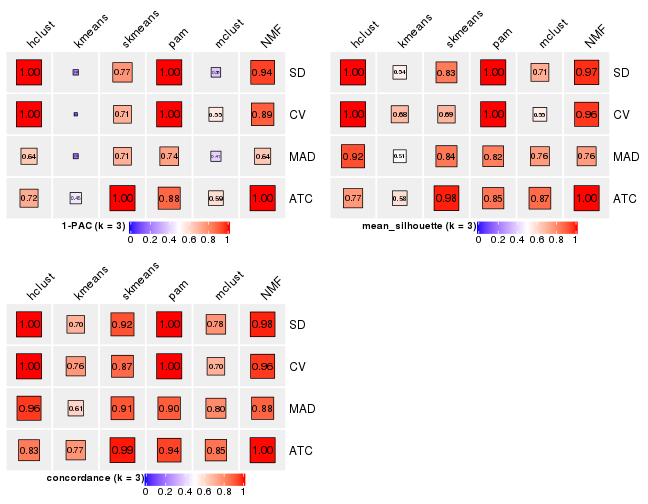 hclust kmeans skmeans pam mclust NMF
1.00 0.77 1.00 0.94 SD
1.00 0.71 1.00 0.55 0.89 CV
0.64 0.71 0.74 0.64 MAD
0.72 0.45 1.00 0.88 0.59 1.00 ATC
1-PAC (k = 3)
0 0.2 0.4 0.6 0.8 1
hclust kmeans skmeans pam mclust NMF
1.00 0.54 0.83 1.00 0.71 0.97 SD
1.00 0.68 0.69 1.00 0.55 0.96 CV
0.92 0.51 0.84 0.82 0.76 0.76 MAD
0.77 0.58 0.98 0.85 0.87 1.00 ATC
mean_silhouette (k = 3)
0 0.2 0.4 0.6 0.8 1
hclust kmeans skmeans pam mclust NMF
1.00 0.70 0.92 1.00 0.78 0.98 SD
1.00 0.76 0.87 1.00 0.70 0.96 CV
0.96 0.61 0.91 0.90 0.80 0.88 MAD
0.83 0.77 0.99 0.94 0.85 1.00 ATC
concordance (k = 3)
0 0.2 0.4 0.6 0.8 1